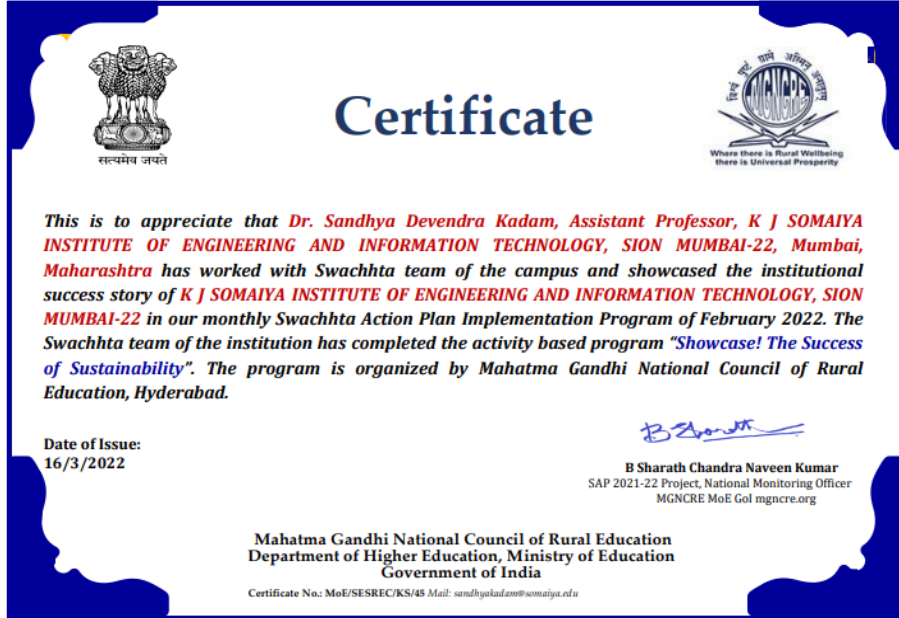 सत्यमेव जयते
Certificate
विश्वं पुष्टं ग्रामे अस्मिन् अनातुरम्
MGNCRE
Where there is Rural Wellbeing
there is Universal Prosperity
This is to appreciate that Dr. Sandhya Devendra Kadam, Assistant Professor, K J SOMAIYA
INSTITUTE OF ENGINEERING AND INFORMATION TECHNOLOGY, SION MUMBAI-22, Mumbai,
Maharashtra has worked with Swachhta team of the campus and showcased the institutional
success story of K J SOMAIYA INSTITUTE OF ENGINEERING AND INFORMATION TECHNOLOGY, SION
MUMBAI-22 in our monthly Swachhta Action Plan Implementation Program of February 2022. The
Swachhta team of the institution has completed the activity based program “Showcase! The Success
of Sustainability”. The program is organized by Mahatma Gandhi National Council of Rural
Education, Hyderabad.
Date of Issue:
16/3/2022
B Sharath
B Sharath Chandra Naveen Kumar
SAP 2021-22 Project, National Monitoring Officer
MGNCRE MoE GoI mgncre.org
Mahatma Gandhi National Council of Rural Education
Department of Higher Education, Ministry of Education
Government of India
Certificate No.: MoE/SESREC/KS/45 Mail: sandhyakadam@somaiya.edu